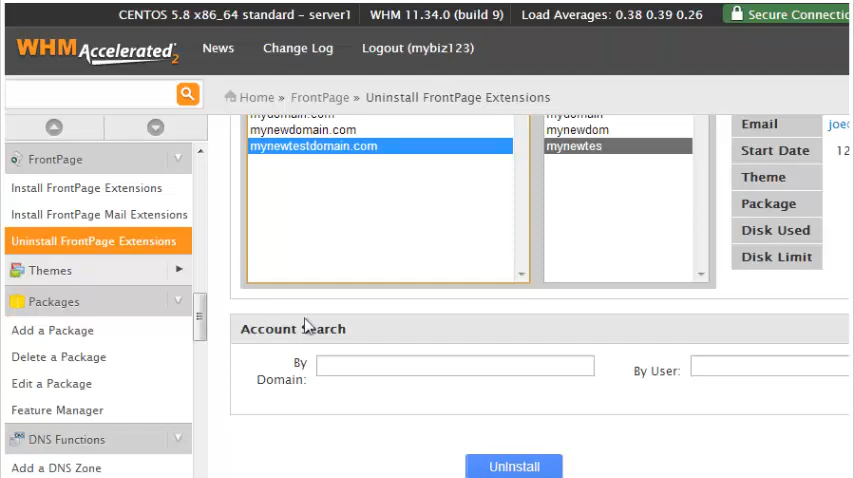 CENTOS 5.8 x86_64 standard - server1 WHM 11.34.0 (build 9) Load Averages: 0.38 0.39 0.26 Secure Connectio
WHM Accelerated 2 News Change Log Logout (mybiz123)
Home » FrontPage » Uninstall FrontPage Extensions
FrontPage
Install FrontPage Extensions
Install FrontPage Mail Extensions
Uninstall FrontPage Extensions
Themes
Packages
Add a Package
Delete a Package
Edit a Package
Feature Manager
DNS Functions
Add a DNS Zone
mydomain.com
mynewdomain.com
mynewtestdomain.com
mydomain
mynewdom
mynewtes
Email joec
Start Date 12
Theme
Package
Disk Used
Disk Limit
Account Search
By
Domain:
By User:
Uninstall